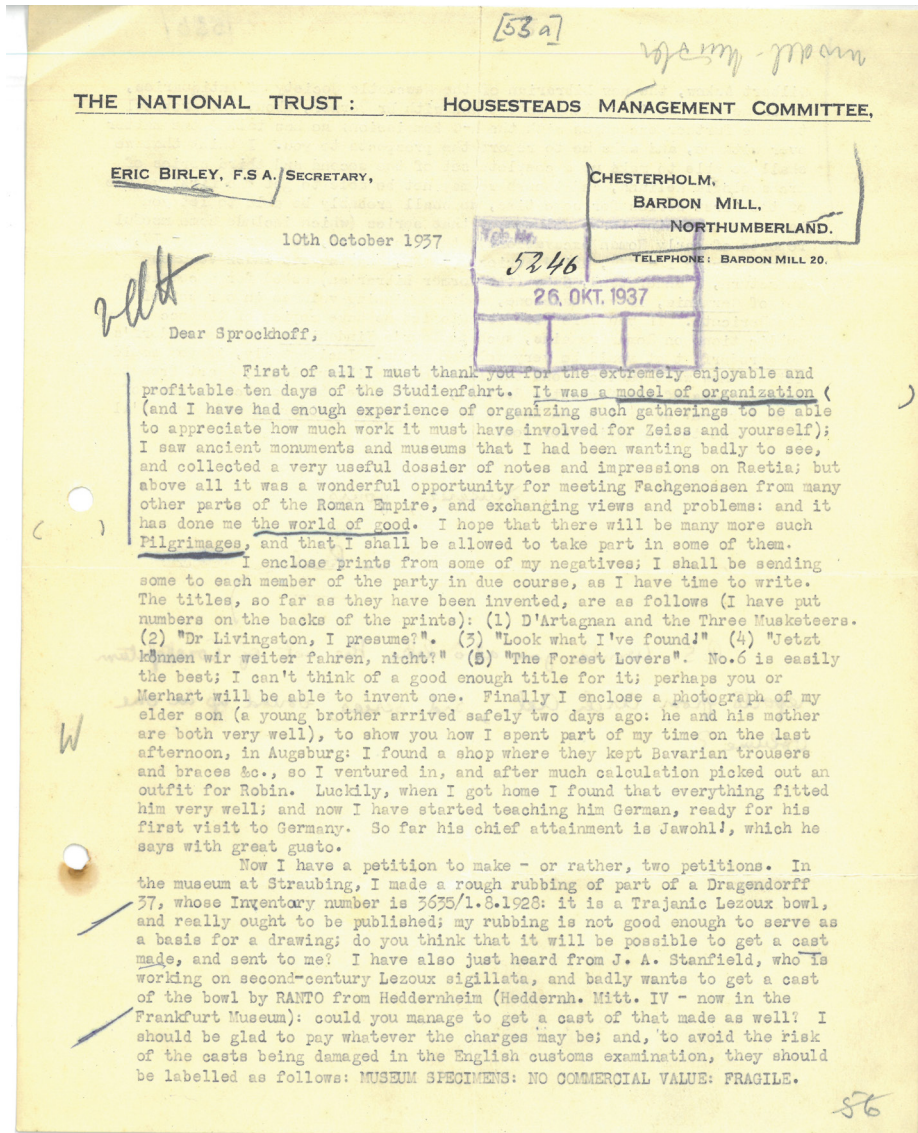 [53a]
THE NATIONAL TRUST: HOUSESTEADS MANAGEMENT COMMITTEE,
ERIC BIRLEY, F.S A. SECRETARY,
CHESTERHOLM,
BARDON MILL,
NORTHUMBERLAND.
TELEPHONE: BARDON MILL 20.
10th October 1937
Tgb. No.
5246
26. OKT. 1937
Dear Sprockhoff,
First of all I must thank you for the extremely enjoyable and
profitable ten days of the Studienfahrt. It was a model of organization (
(and I have had enough experience of organizing such gatherings to be able
to appreciate how much work it must have involved for Zeiss and yourself);
I saw ancient monuments and museums that I had been wanting badly to see,
and collected a very useful dossier of notes and impressions on Raetia; but
above all it was a wonderful opportunity for meeting Fachgenossen from many
other parts of the Roman Empire, and exchanging views and problems: and it
has done me the world of good. I hope that there will be many more such
Pilgrimages, and that I shall be allowed to take part in some of them.
I enclose prints from some of my negatives; I shall be sending
some to each member of the party in due course, as I have time to write.
The titles, so far as they have been invented, are as follows (I have put
numbers on the backs of the prints): (1) D'Artagnan and the Three Musketeers.
(2) "Dr Livingston, I presume?". (3) "Look what I've found!" (4) "Jetzt
können wir weiter fahren, nicht?" (5) "The Forest Lovers". No.6 is easily
the best; I can't think of a good enough title for it; perhaps you or
Merhart will be able to invent one. Finally I enclose a photograph of my
elder son (a young brother arrived safely two days ago: he and his mother
are both very well), to show you how I spent part of my time on the last
afternoon, in Augsburg: I found a shop where they kept Bavarian trousers
and braces &c., so I ventured in, and after much calculation picked out an
outfit for Robin. Luckily, when I got home I found that everything fitted
him very well; and now I have started teaching him German, ready for his
first visit to Germany. So far his chief attainment is Jawohl!, which he
says with great gusto.
Now I have a petition to make - or rather, two petitions. In
the museum at Straubing, I made a rough rubbing of part of a Dragendorff
37, whose Inventory number is 3635/1.8.1928: it is a Trajanic Lezoux bowl,
and really ought to be published; my rubbing is not good enough to serve as
a basis for a drawing; do you think that it will be possible to get a cast
made, and sent to me? I have also just heard from J. A. Stanfield, who is
working on second-century Lezoux sigillata, and badly wants to get a cast
of the bowl by RANTO from Heddernheim (Heddernh. Mitt. IV - now in the
Frankfurt Museum): could you manage to get a cast of that made as well? I
should be glad to pay whatever the charges may be; and, to avoid the risk
of the casts being damaged in the English customs examination, they should
be labelled as follows: MUSEUM SPECIMENS: NO COMMERCIAL VALUE: FRAGILE.
W
56